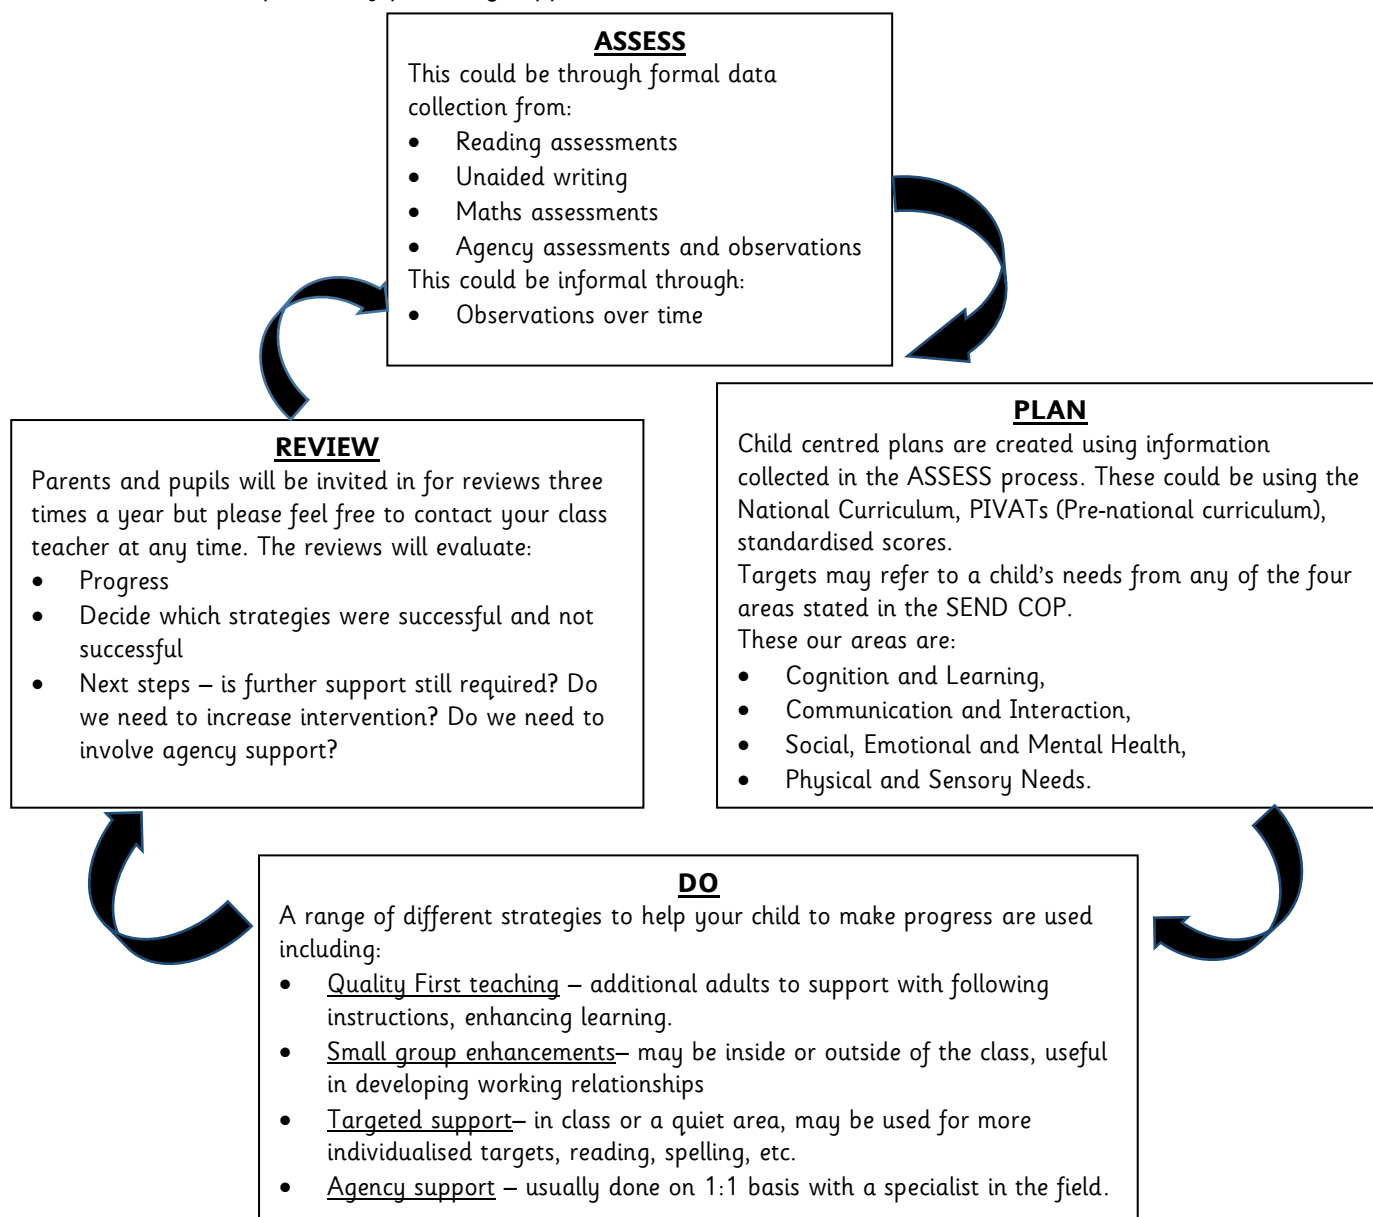 ASSESS
This could be through formal data
collection from:
• Reading assessments
• Unaided writing
• Maths assessments
• Agency assessments and observations
This could be informal through:
• Observations over time
PLAN
Child centred plans are created using information
collected in the ASSESS process. These could be using the
National Curriculum, PIVATs (Pre-national curriculum),
standardised scores.
Targets may refer to a child's needs from any of the four
areas stated in the SEND COP.
These our areas are:
• Cognition and Learning,
• Communication and Interaction,
• Social, Emotional and Mental Health,
• Physical and Sensory Needs.
DO
A range of different strategies to help your child to make progress are used
including:
• Quality First teaching – additional adults to support with following
instructions, enhancing learning.
• Small group enhancements– may be inside or outside of the class, useful
in developing working relationships
• Targeted support– in class or a quiet area, may be used for more
individualised targets, reading, spelling, etc.
• Agency support – usually done on 1:1 basis with a specialist in the field.
REVIEW
Parents and pupils will be invited in for reviews three
times a year but please feel free to contact your class
teacher at any time. The reviews will evaluate:
• Progress
• Decide which strategies were successful and not
successful
• Next steps – is further support still required? Do
we need to increase intervention? Do we need to
involve agency support?